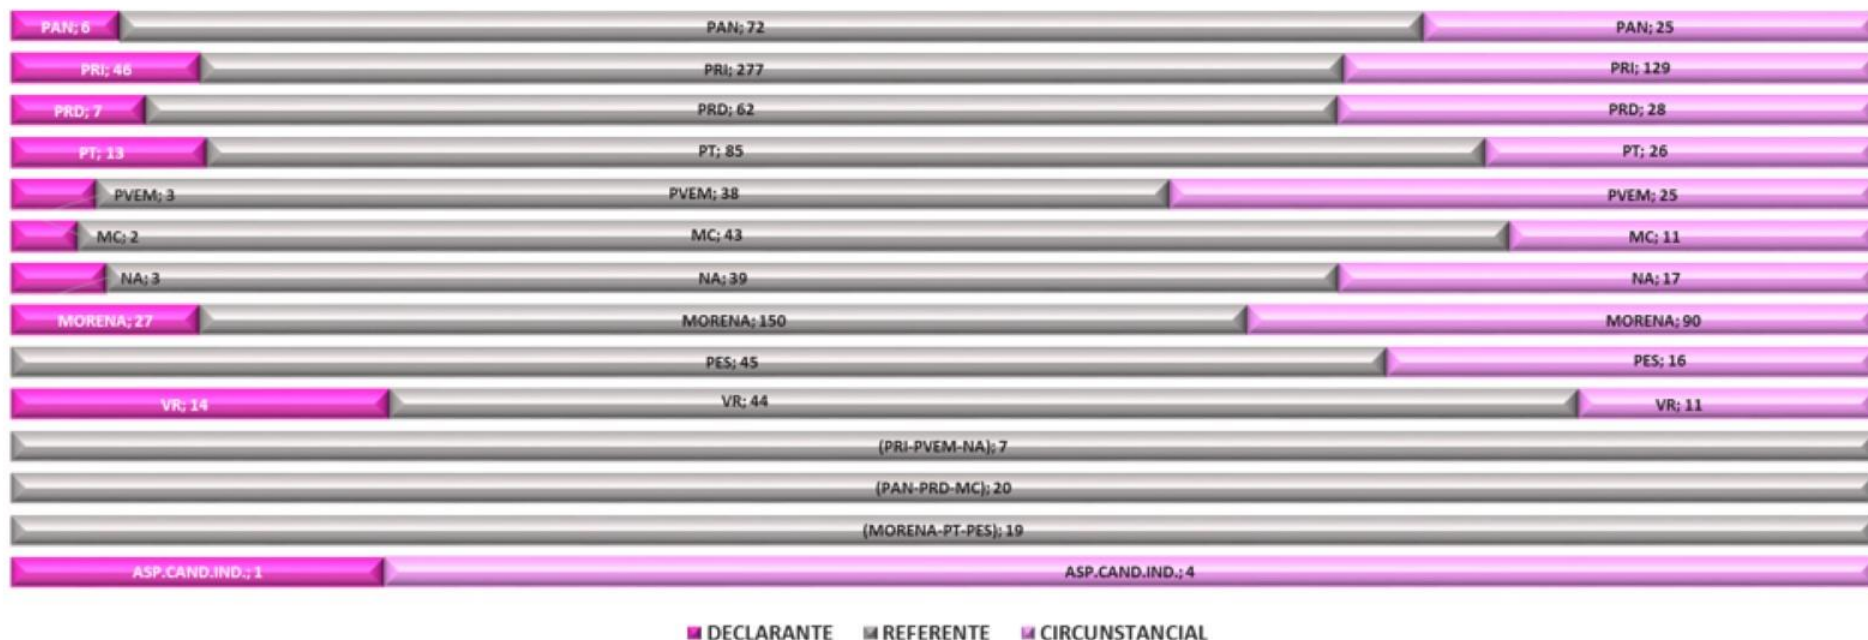 PAN; 6 PAN; 72 PAN; 25
PRI; 46 PRI; 277 PRI; 129
PRD; 7 PRD; 62 PRD; 28
PT; 13 PT; 85 PT; 26
PVEM; 3 PVEM; 38 PVEM; 25
MC; 2 MC; 43 MC; 11
NA; 3 NA; 39 NA; 17
MORENA; 27 MORENA; 150 MORENA; 90
PES; 45 PES; 16
VR; 14 VR; 44 VR; 11
(PRI-PVEM-NA); 7
(PAN-PRD-MC); 20
(MORENA-PT-PES); 19
ASP.CAND.IND.; 1 ASP.CAND.IND.; 4
DECLARANTE REFERENTE CIRCUNSTANCIAL